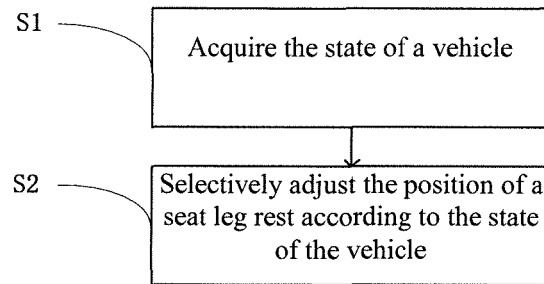 S1
Acquire the state of a vehicle
S2
Selectively adjust the position of a
seat leg rest according to the state
of the vehicle